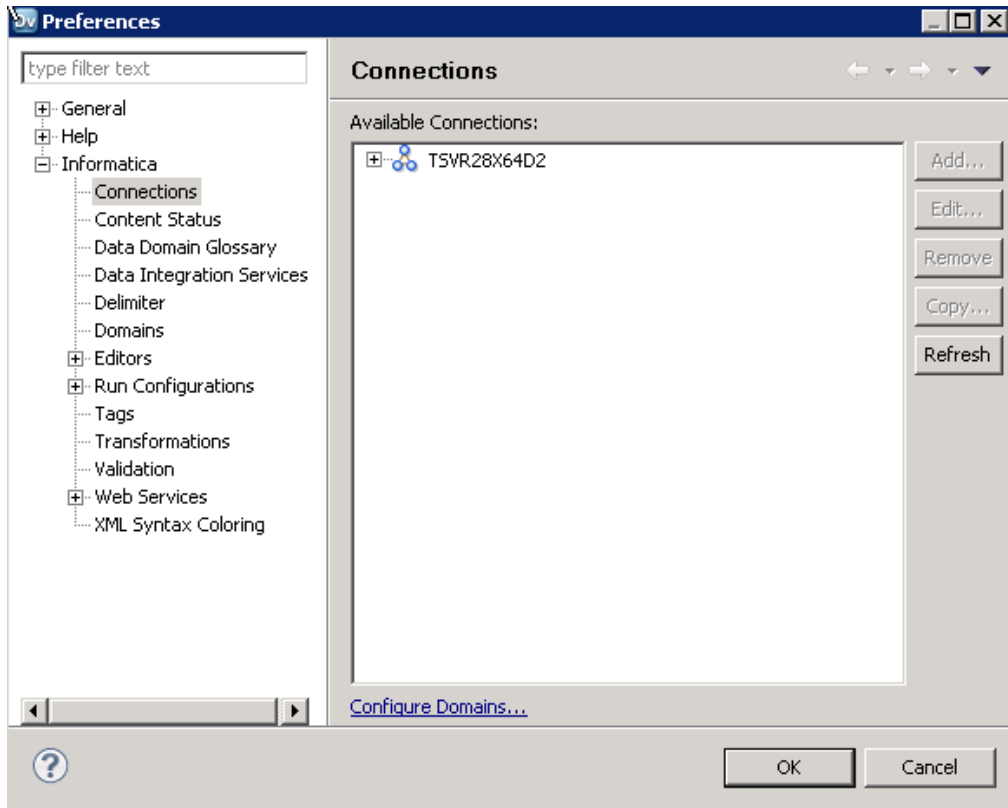 Dv Preferences
type filter text
General
Help
Informatica
Connections
Content Status
Data Domain Glossary
Data Integration Services
Delimiter
Domains
Editors
Run Configurations
Tags
Transformations
Validation
Web Services
XML Syntax Coloring
Connections
Available Connections:
TSVR28X64D2
Add...
Edit...
Remove
Copy...
Refresh
Configure Domains...
?
OK
Cancel